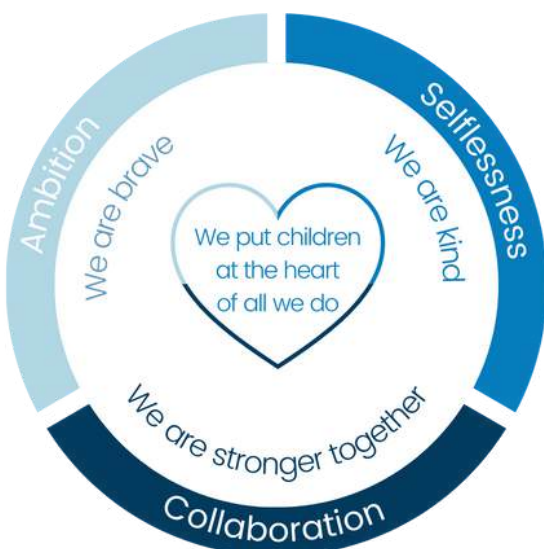 Ambition
We are brave
Selflessness
We are kind
We put children
at the heart
of all we do
We are stronger together
Collaboration